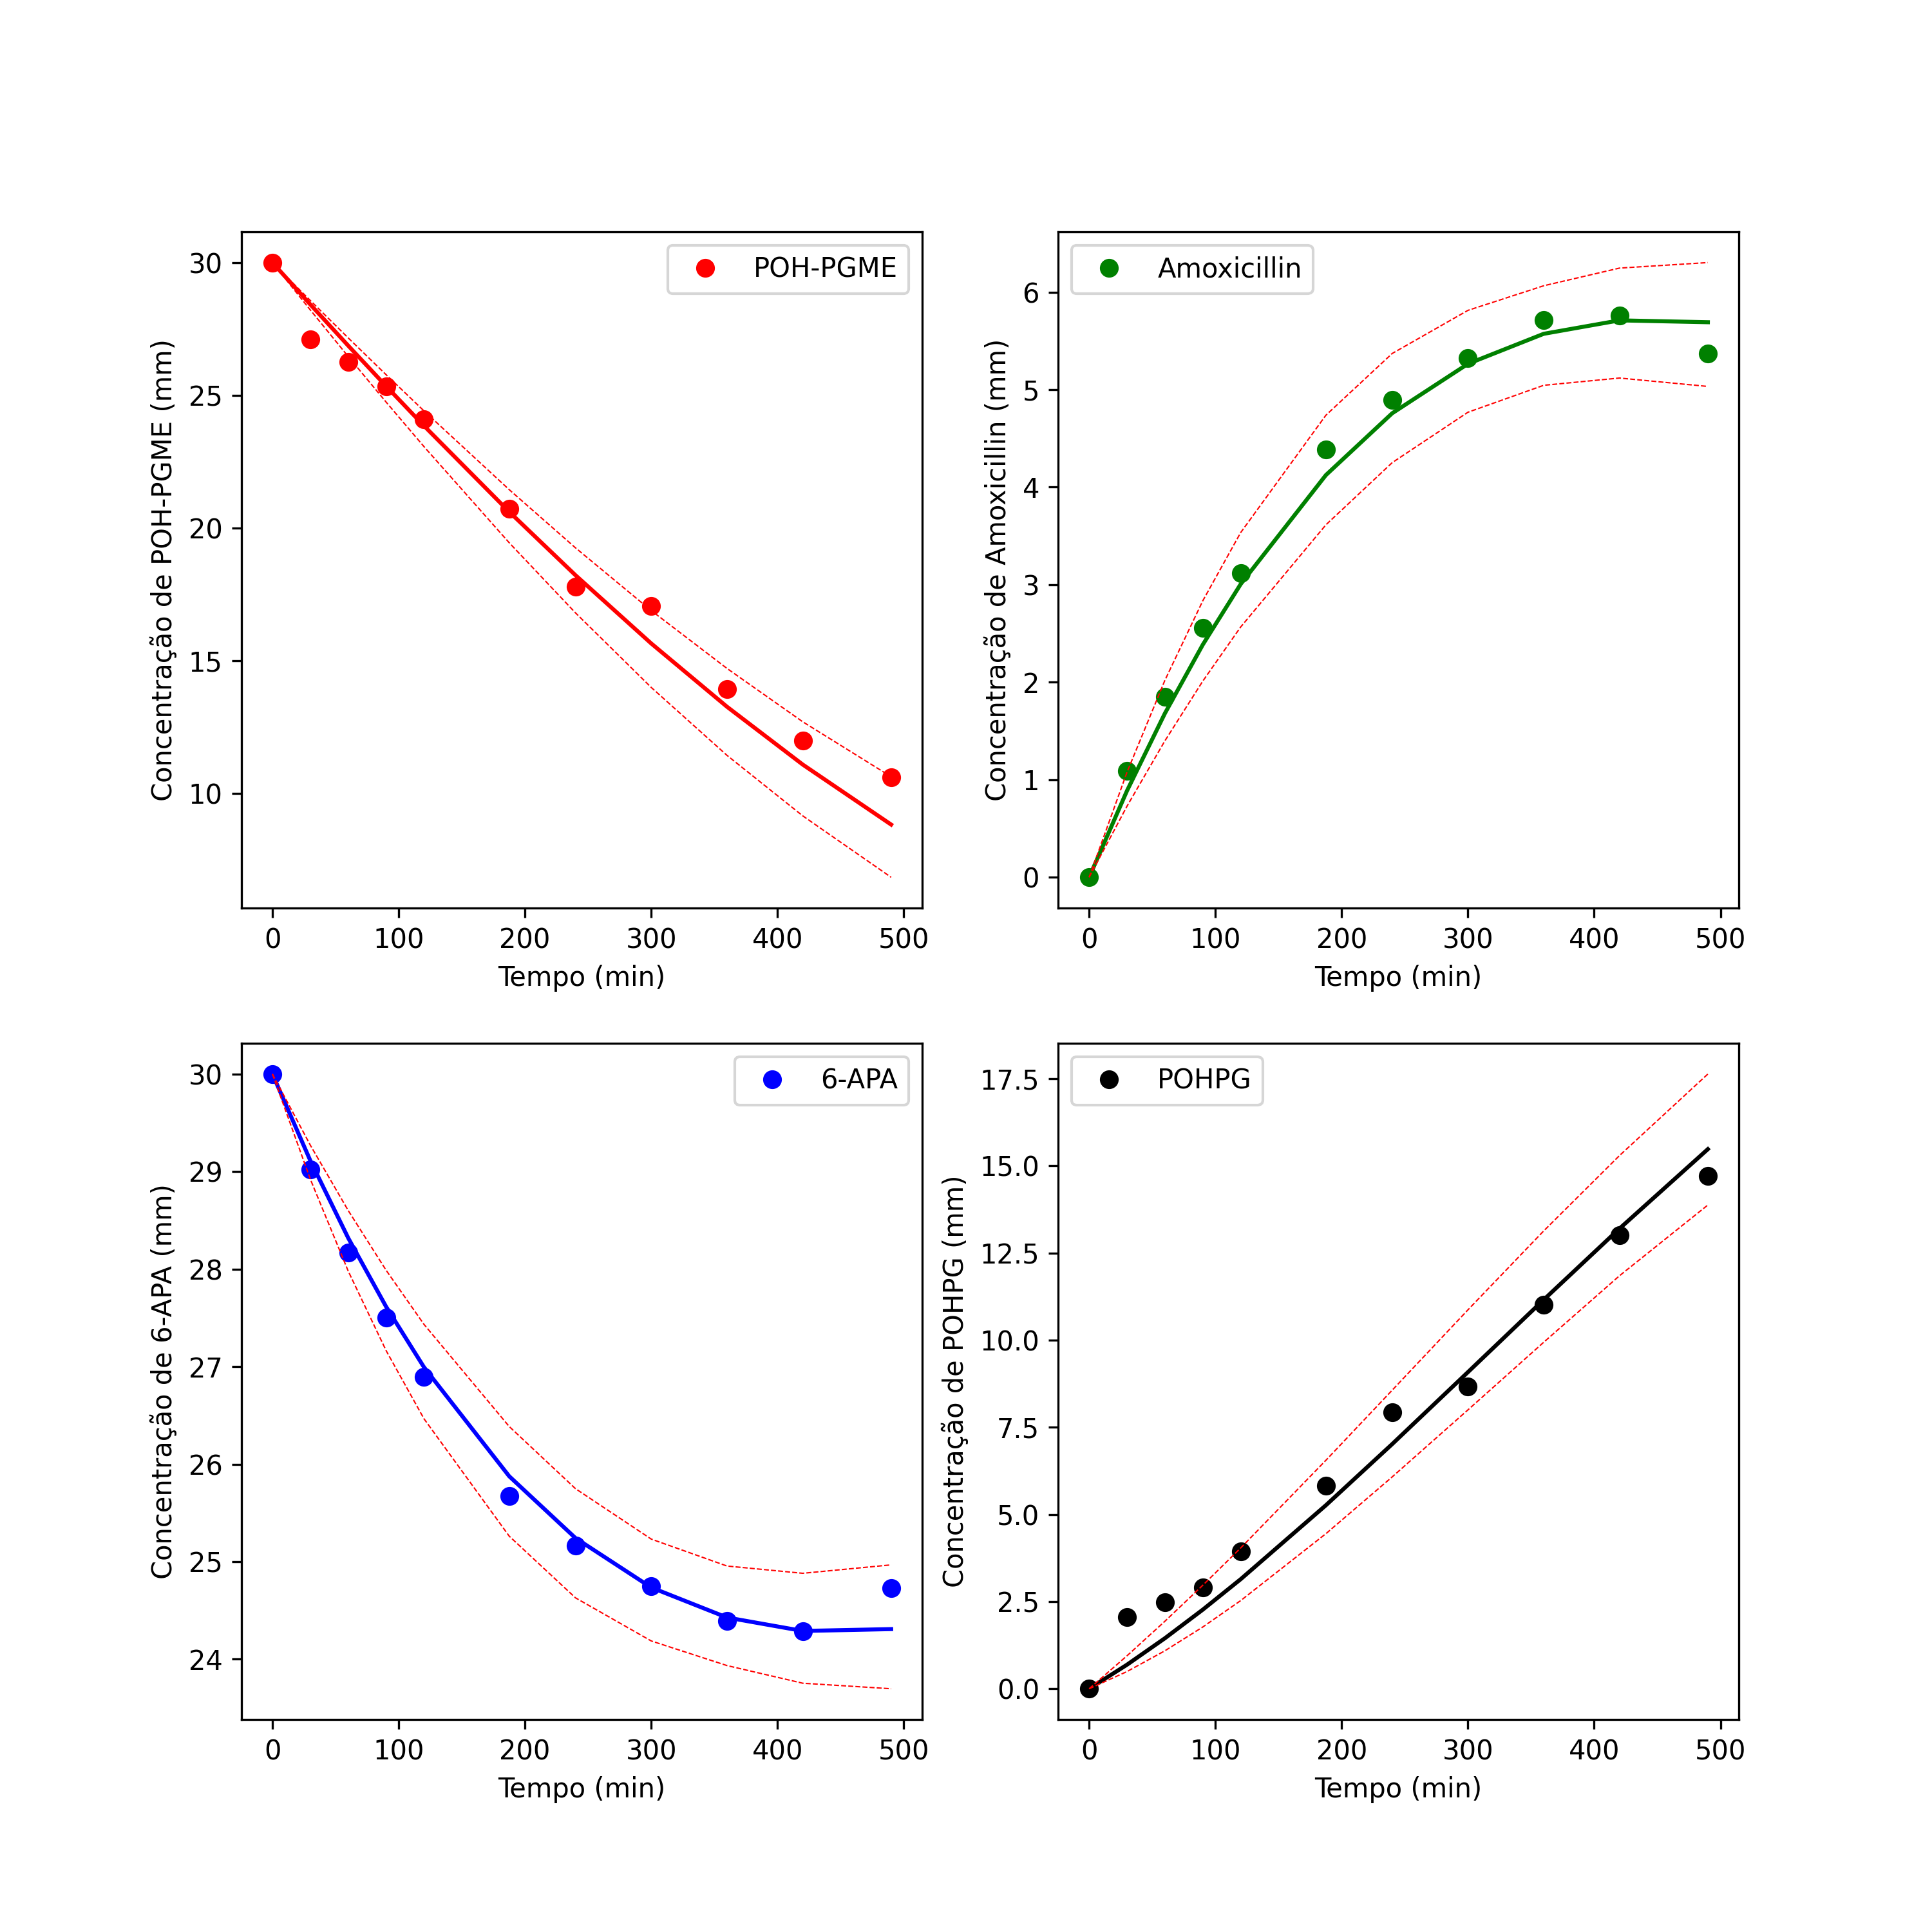 POH-PGME
Concentração de POH-PGME (mm)
30
25
20
15
10
0 100 200 300 400 500
Tempo (min)
Amoxicillin
Concentração de Amoxicillin (mm)
6
5
4
3
2
1
0
0 100 200 300 400 500
Tempo (min)
6-APA
Concentração de 6-APA (mm)
30
29
28
27
26
25
24
0 100 200 300 400 500
Tempo (min)
POHPG
Concentração de POHPG (mm)
17.5
15.0
12.5
10.0
7.5
5.0
2.5
0.0
0 100 200 300 400 500
Tempo (min)